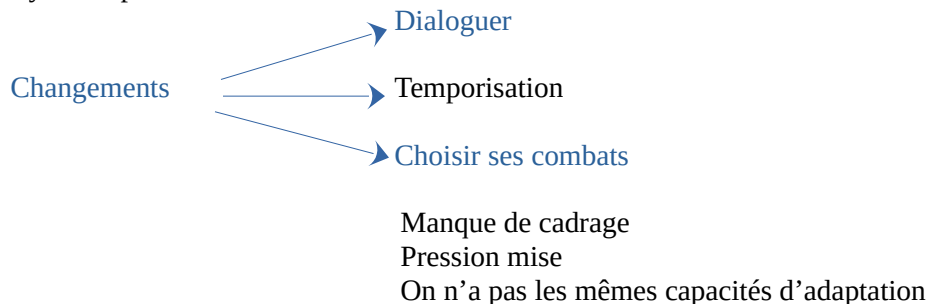 Dialoguer
Changements
Temporisation
Choisir ses combats
Manque de cadrage
Pression mise
On n'a pas les mêmes capacités d'adaptation